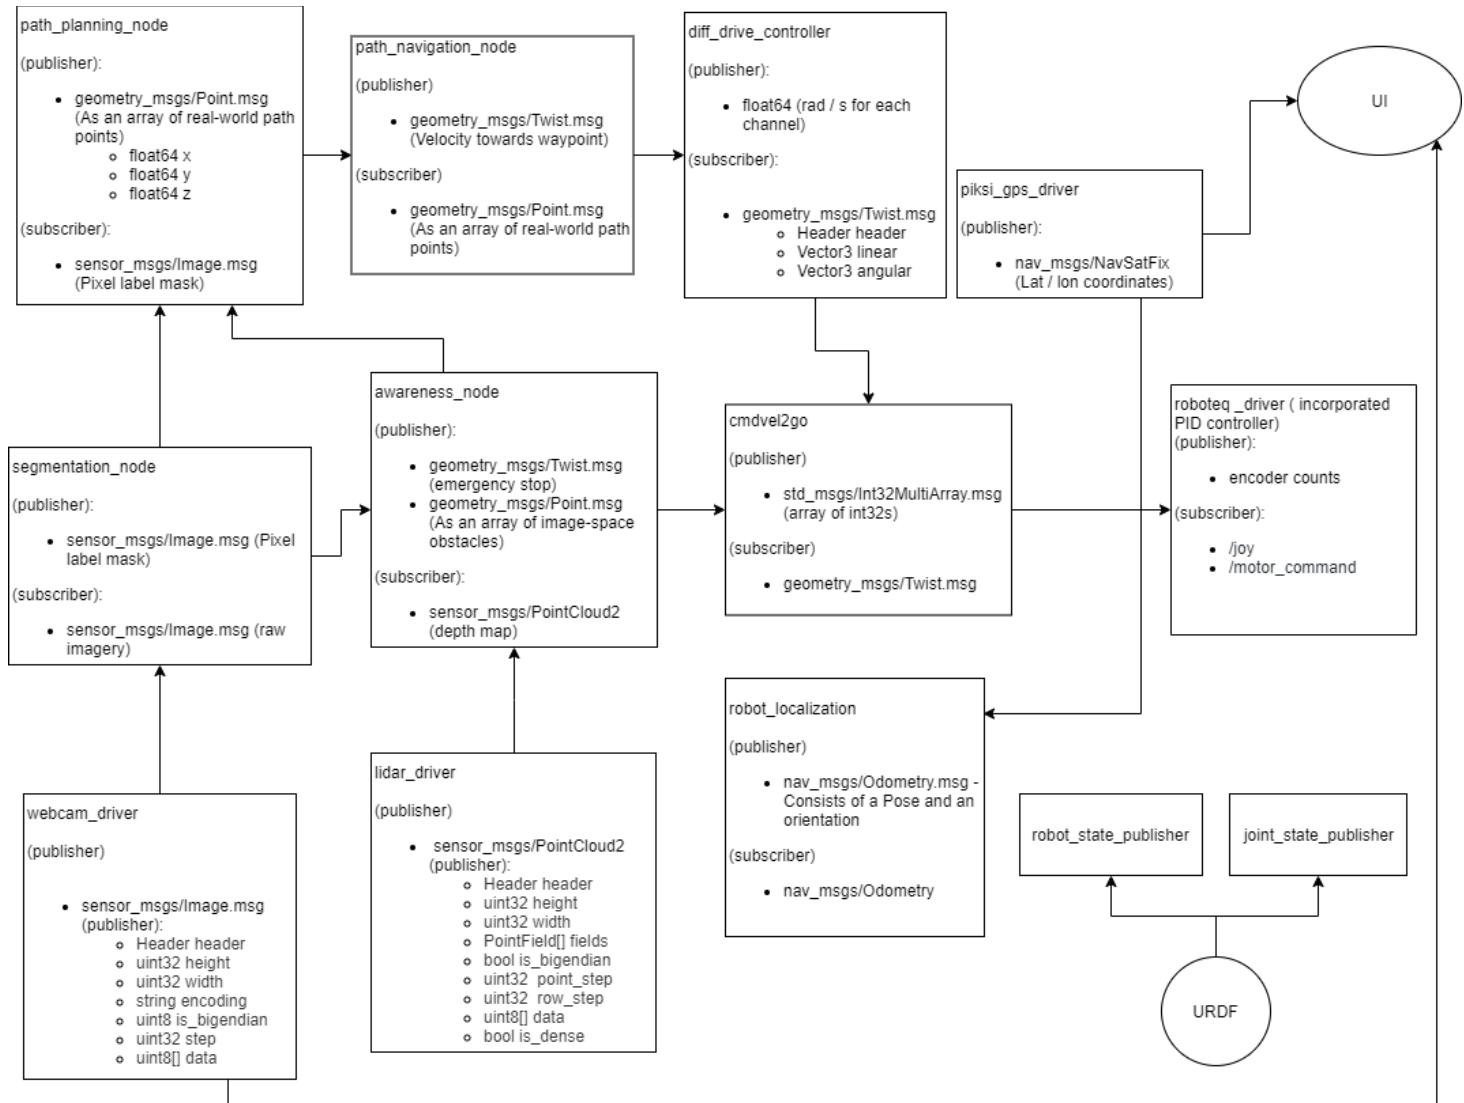 path_planning_node
(publisher):
geometry_msgs/Point.msg
(As an array of real-world path
points)
float64 x
float64 y
float64 z
(subscriber):
sensor_msgs/Image.msg
(Pixel label mask)
path_navigation_node
(publisher)
geometry_msgs/Twist.msg
(Velocity towards waypoint)
(subscriber)
geometry_msgs/Point.msg
(As an array of real-world path
points)
diff_drive_controller
(publisher):
float64 (rad / s for each
channel)
(subscriber):
geometry_msgs/Twist.msg
Header header
Vector3 linear
Vector3 angular
piksi_gps_driver
(publisher):
nav_msgs/NavSatFix
(Lat / lon coordinates)
UI
segmentation_node
(publisher):
sensor_msgs/Image.msg (Pixel
label mask)
(subscriber):
sensor_msgs/Image.msg (raw
imagery)
awareness_node
(publisher):
geometry_msgs/Twist.msg
(emergency stop)
geometry_msgs/Point.msg
(As an array of image-space
obstacles)
(subscriber):
sensor_msgs/PointCloud2
(depth map)
cmdvel2go
(publisher)
std_msgs/Int32MultiArray.msg
(array of int32s)
(subscriber)
geometry_msgs/Twist.msg
roboteq _driver ( incorporated
PID controller)
(publisher):
encoder counts
(subscriber):
/joy
/motor_command
webcam_driver
(publisher)
sensor_msgs/Image.msg
(publisher):
Header header
uint32 height
uint32 width
string encoding
uint8 is_bigendian
uint32 step
uint8[] data
lidar_driver
(publisher)
sensor_msgs/PointCloud2
(publisher):
Header header
uint32 height
uint32 width
PointField[] fields
bool is_bigendian
uint32 point_step
uint32 row_step
uint8[] data
bool is_dense
robot_localization
(publisher)
nav_msgs/Odometry.msg -
Consists of a Pose and an
orientation
(subscriber)
nav_msgs/Odometry
robot_state_publisher
joint_state_publisher
URDF